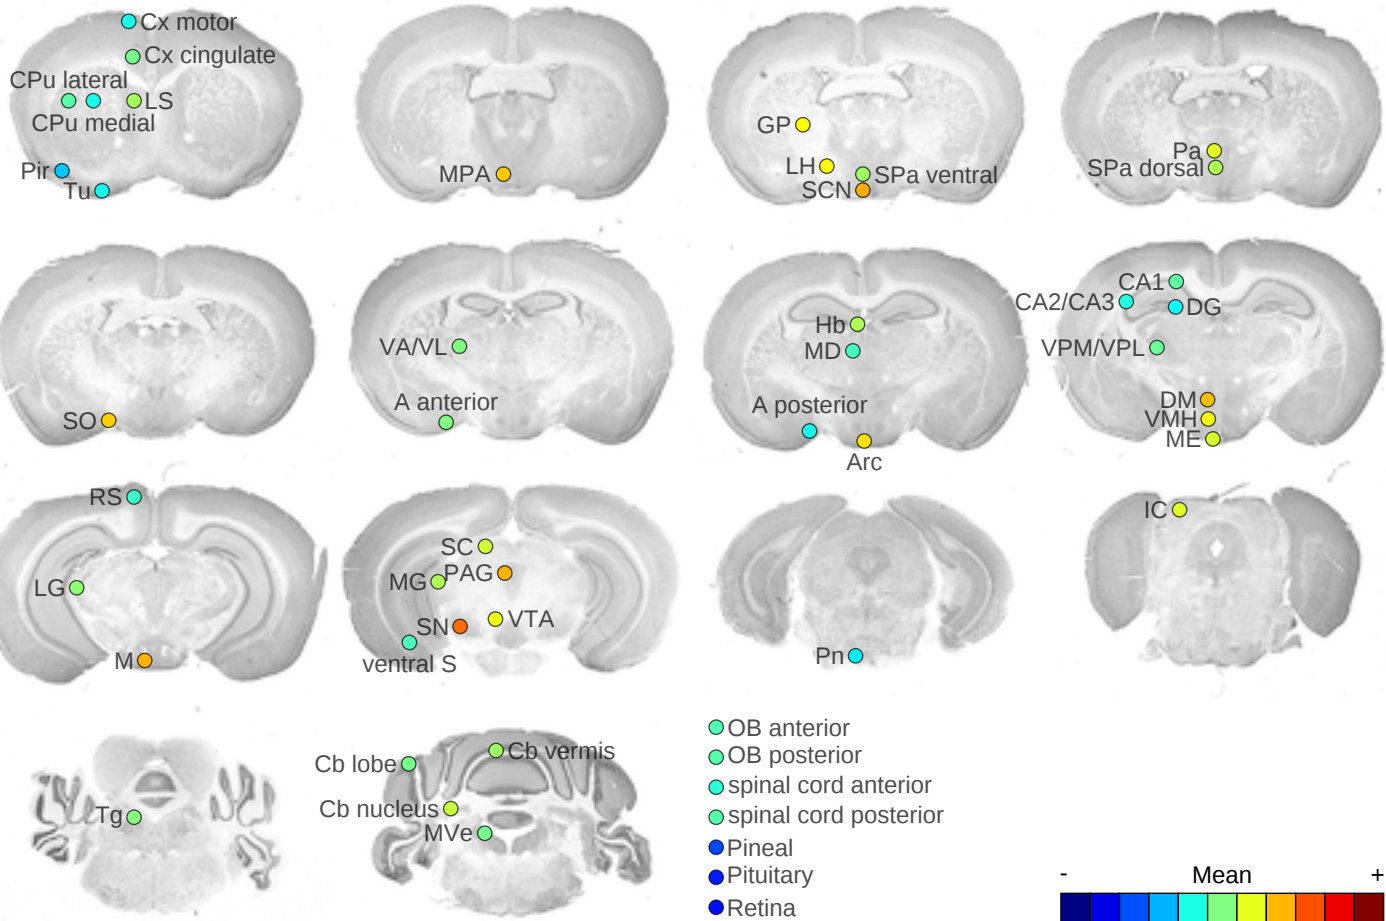 Cx motor
Cx cingulate
CPu lateral
LS
CPu medial
Pir
Tu
MPA
GP
LH
SPa ventral
SCN
Pa
SPa dorsal
SO
VA/VL
A anterior
Hb
MD
A posterior
Arc
CA1
CA2/CA3
DG
VPM/VPL
DM
VMH
ME
RS
LG
M
SC
MG
PAG
VTA
SN
ventral S
Pn
IC
Tg
Cb lobe
Cb vermis
Cb nucleus
MVe
OB anterior
OB posterior
spinal cord anterior
spinal cord posterior
Pineal
Pituitary
Retina
- Mean +